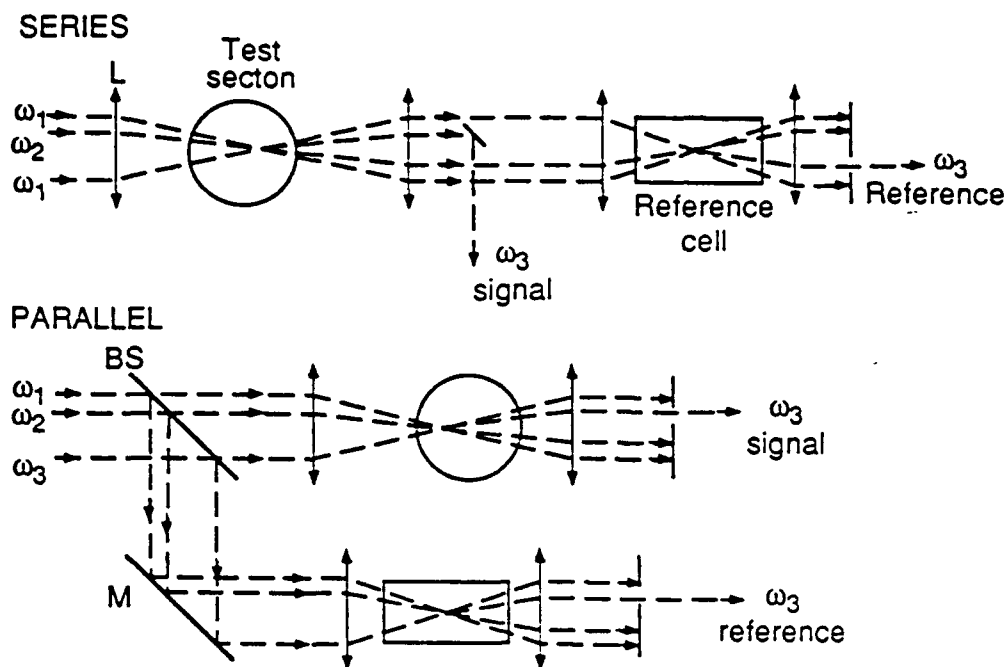 SERIES
L
Test
secton
ω1
ω2
ω1
ω3
signal
Reference
cell
ω3
Reference
PARALLEL
BS
ω1
ω2
ω3
ω3
signal
M
ω3
reference